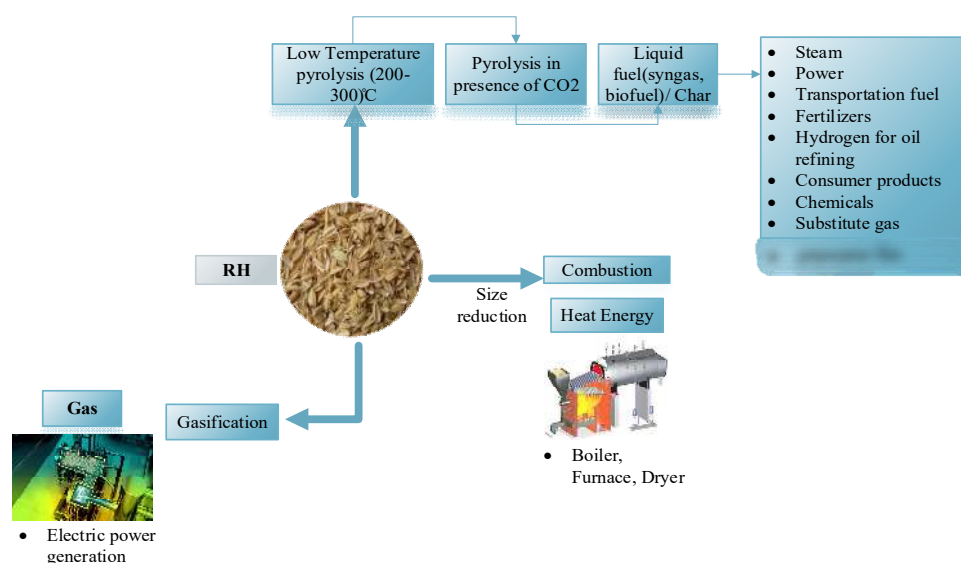 Low Temperature
pyrolysis (200-
300)℃
Pyrolysis in
presence of CO2
Liquid
fuel(syngas,
biofuel)/ Char
• Steam
• Power
• Transportation fuel
• Fertilizers
• Hydrogen for oil
refining
• Consumer products
• Chemicals
• Substitute gas
RH
Size
reduction
Combustion
Heat Energy
• Boiler,
Furnace, Dryer
Gasification
Gas
• Electric power
generation